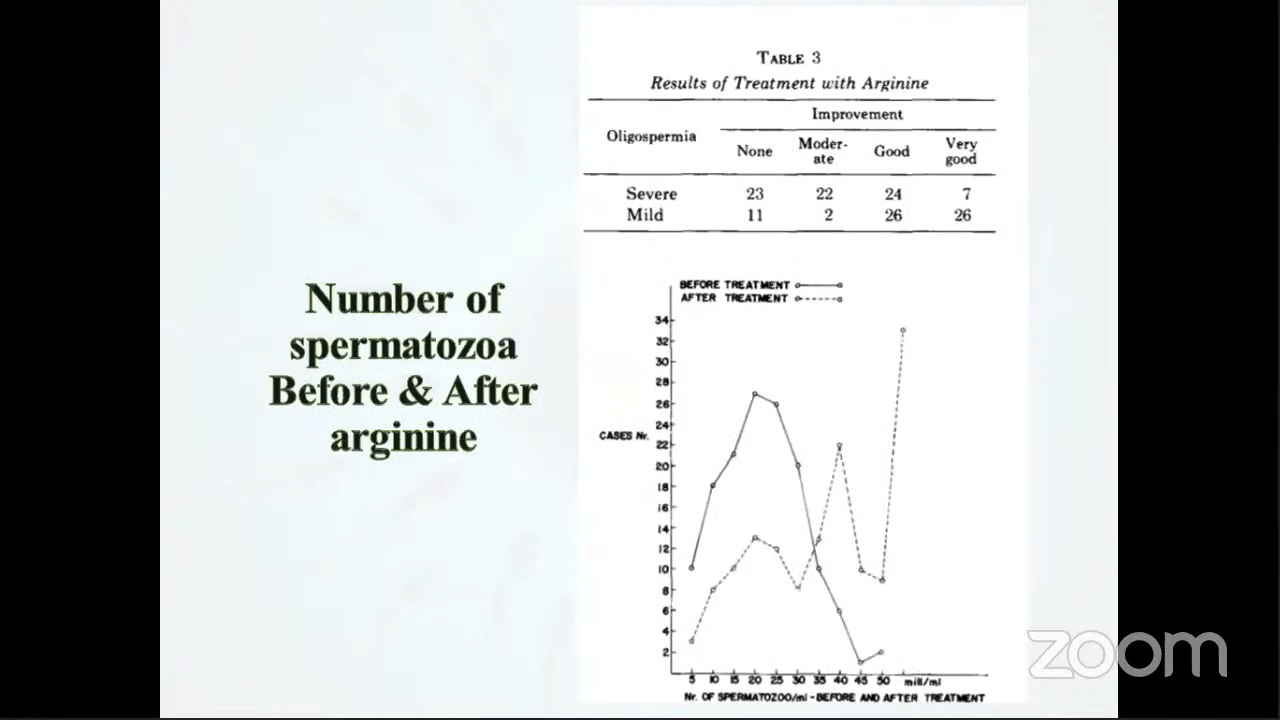 Number of
spermatozoa
Before & After
arginine
TABLE 3
Results of Treatment with Arginine
Oligospermia
Improvement
None Moder-ate Good Very good
Severe 23 22 24 7
Mild 11 2 26 26
BEFORE TREATMENT
AFTER TREATMENT
34
32
30
28
26
24
CASES Nr.
22
20
18
16
14
12
10
8
6
4
2
5 10 15 20 25 30 35 40 45 50 mill/ml
Nr. OF SPERMATOZOO/ml - BEFORE AND AFTER TREATMENT
zoom